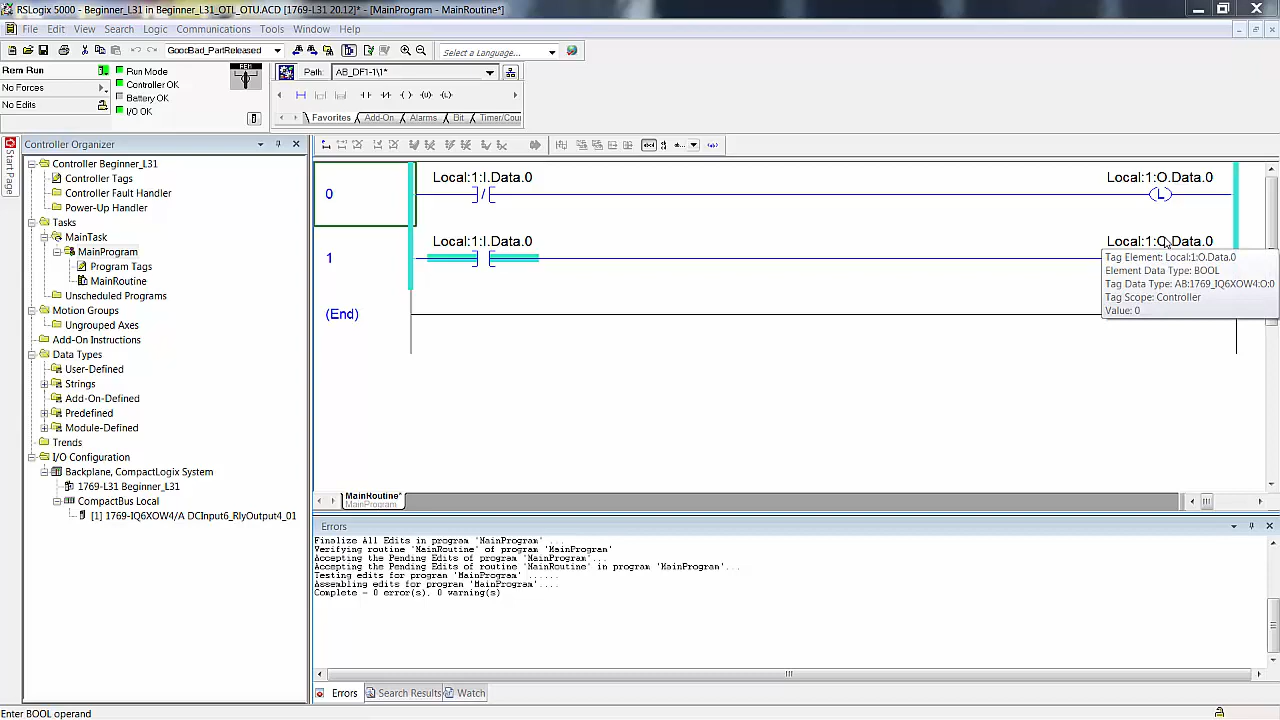 RSLogix 5000 - Beginner_L31 in Beginner_L31_OTL_OTU.ACD [1769-L31 20.12]* - [MainProgram - MainRoutine*]
File Edit View Search Logic Communications Tools Window Help
GoodBad_PartReleased
Select a Language...
Rem Run
No Forces
No Edits
Run Mode
Controller OK
Battery OK
I/O OK
REM
Path: AB_DF1-1\1*
Favorites Add-On Alarms Bit Timer/Cou
Start Page
Controller Organizer
Controller Beginner_L31
Controller Tags
Controller Fault Handler
Power-Up Handler
Tasks
MainTask
MainProgram
Program Tags
MainRoutine
Unscheduled Programs
Motion Groups
Ungrouped Axes
Add-On Instructions
Data Types
User-Defined
Strings
Add-On-Defined
Predefined
Module-Defined
Trends
I/O Configuration
Backplane, CompactLogix System
1769-L31 Beginner_L31
CompactBus Local
[1] 1769-IQ6XOW4/A DCInput6_RlyOutput4_01
Local:1:I.Data.0 Local:1:O.Data.0
0 L
Local:1:I.Data.0 Local:1:O.Data.0
1
Tag Element: Local:1:O.Data.0
Element Data Type: BOOL
Tag Data Type: AB:1769_IQ6XOW4:O:0
Tag Scope: Controller
Value: 0
(End)
MainRoutine*
MainProgram
Errors
Finalize All Edits in program 'MainProgram' ...
Verifying routine 'MainRoutine' of program 'MainProgram'
Accepting the Pending Edits of program 'MainProgram'...
Accepting the Pending Edits of routine 'MainRoutine' in program 'MainProgram'...
Testing edits for program 'MainProgram' ......
Assembling edits for program 'MainProgram'....
Complete - 0 error(s), 0 warning(s)
Errors Search Results Watch
Enter BOOL operand